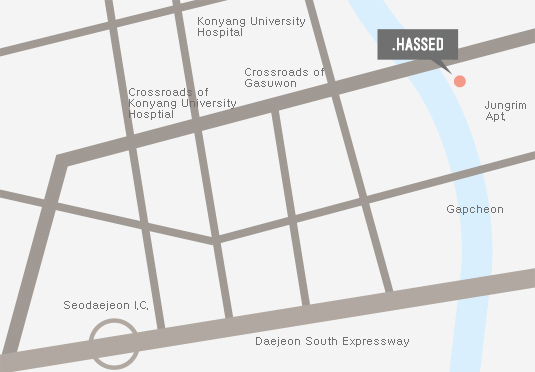 Konyang University
Hospital
.HASSED
Crossroads of
Gasuwon
Crossroads of
Konyang University
Hosptial
Jungrim
Apt,
Gapcheon
Seodaejeon I,C,
Daejeon South Expressway